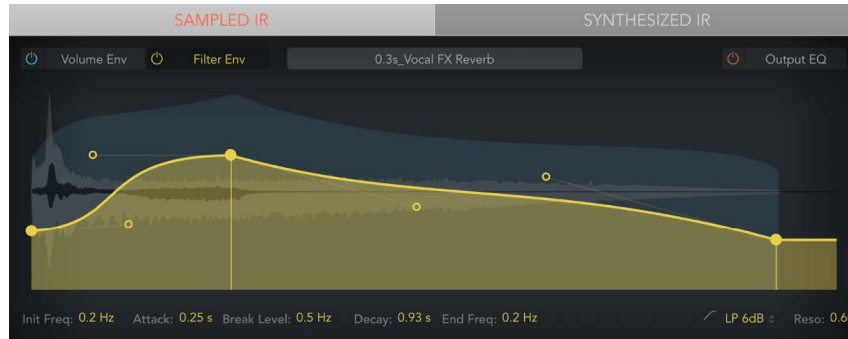 SAMPLED IR SYNTHESIZED IR
Volume Env Filter Env 0.3s_Vocal FX Reverb Output EQ
Init Freq: 0.2 Hz Attack: 0.25 s Break Level: 0.5 Hz Decay: 0.93 s End Freq: 0.2 Hz LP 6dB Reso: